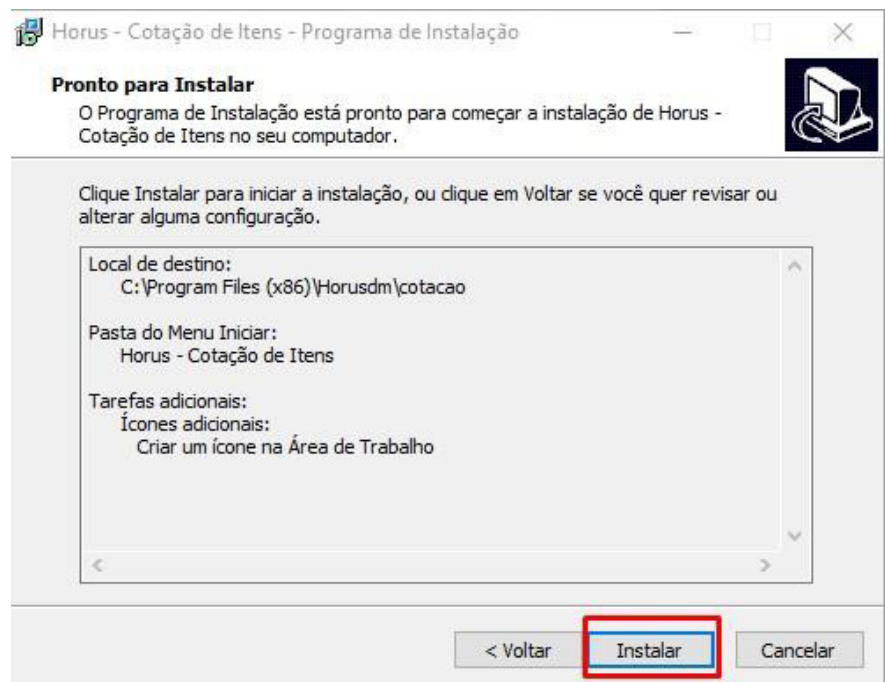 Horus - Cotação de Itens - Programa de Instalação
Pronto para Instalar
O Programa de Instalação está pronto para começar a instalação de Horus -
Cotação de Itens no seu computador.
Clique Instalar para iniciar a instalação, ou clique em Voltar se você quer revisar ou
alterar alguma configuração.
Local de destino:
C:\Program Files (x86)\Horusdm\cotacao
Pasta do Menu Iniciar:
Horus - Cotação de Itens
Tarefas adicionais:
Ícones adicionais:
Criar um ícone na Área de Trabalho
< Voltar
Instalar
Cancelar